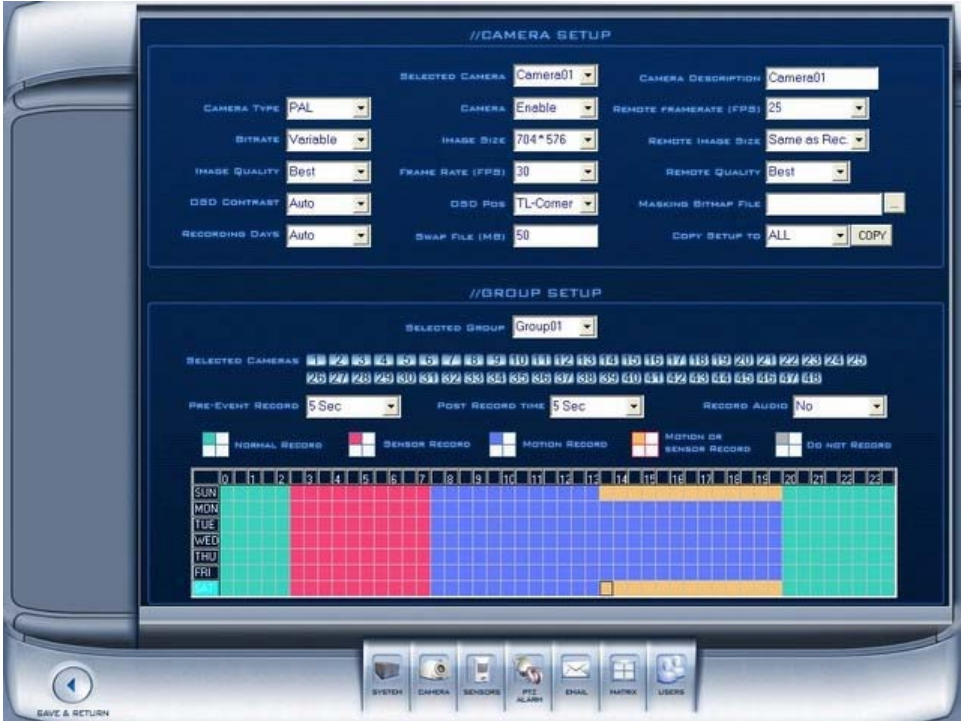 //CAMERA SETUP
SELECTED CAMERA Camera01 CAMERA DESCRIPTION Camera01
CAMERA TYPE PAL CAMERA Enable REMOTE FRAMERATE (FPS) 25
BITRATE Variable IMAGE SIZE 704*576 REMOTE IMAGE SIZE Same as Rec.
IMAGE QUALITY Best FRAME RATE (FPS) 30 REMOTE QUALITY Best
OSD CONTRAST Auto OSD POS TL-Corner MASKING BITMAP FILE ...
RECORDING DAYS Auto SWAP FILE (MB) 50 COPY SETUP TO ALL COPY
//GROUP SETUP
SELECTED GROUP Group01
SELECTED CAMERAS 1 2 3 4 5 6 7 8 9 10 11 12 13 14 15 16 17 18 19 20 21 22 23 24 25
26 27 28 29 30 31 32 33 34 35 36 37 38 39 40 41 42 43 44 45 46 47 48
PRE-EVENT RECORD 5 Sec POST RECORD TIME 5 Sec RECORD AUDIO No
NORMAL RECORD SENSOR RECORD MOTION RECORD MOTION OR SENSOR RECORD DO NOT RECORD
0 1 2 3 4 5 6 7 8 9 10 11 12 13 14 15 16 17 18 19 20 21 22 23
SUN
MON
TUE
WED
THU
FRI
SAT
SYSTEM CAMERA SENSORS PTZ ALARM EMAIL MATRIX USERS
SAVE & RETURN